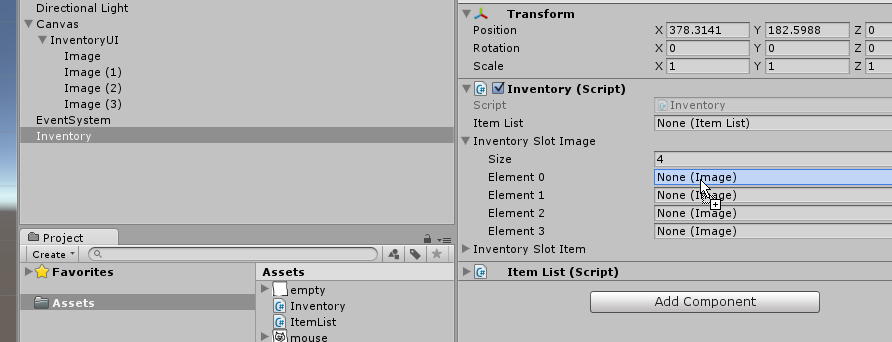 Directional Light
Canvas
InventoryUI
Image
Image (1)
Image (2)
Image (3)
EventSystem
Inventory
Project
Create
Favorites
Assets
Assets
empty
Inventory
ItemList
mouse
Transform
Position X 378.3141 Y 182.5988 Z 0
Rotation X 0 Y 0 Z 0
Scale X 1 Y 1 Z 1
Inventory (Script)
Script Inventory
Item List None (Item List)
Inventory Slot Image
Size 4
Element 0 None (Image)
Element 1 None (Image)
Element 2 None (Image)
Element 3 None (Image)
Inventory Slot Item
Item List (Script)
Add Component